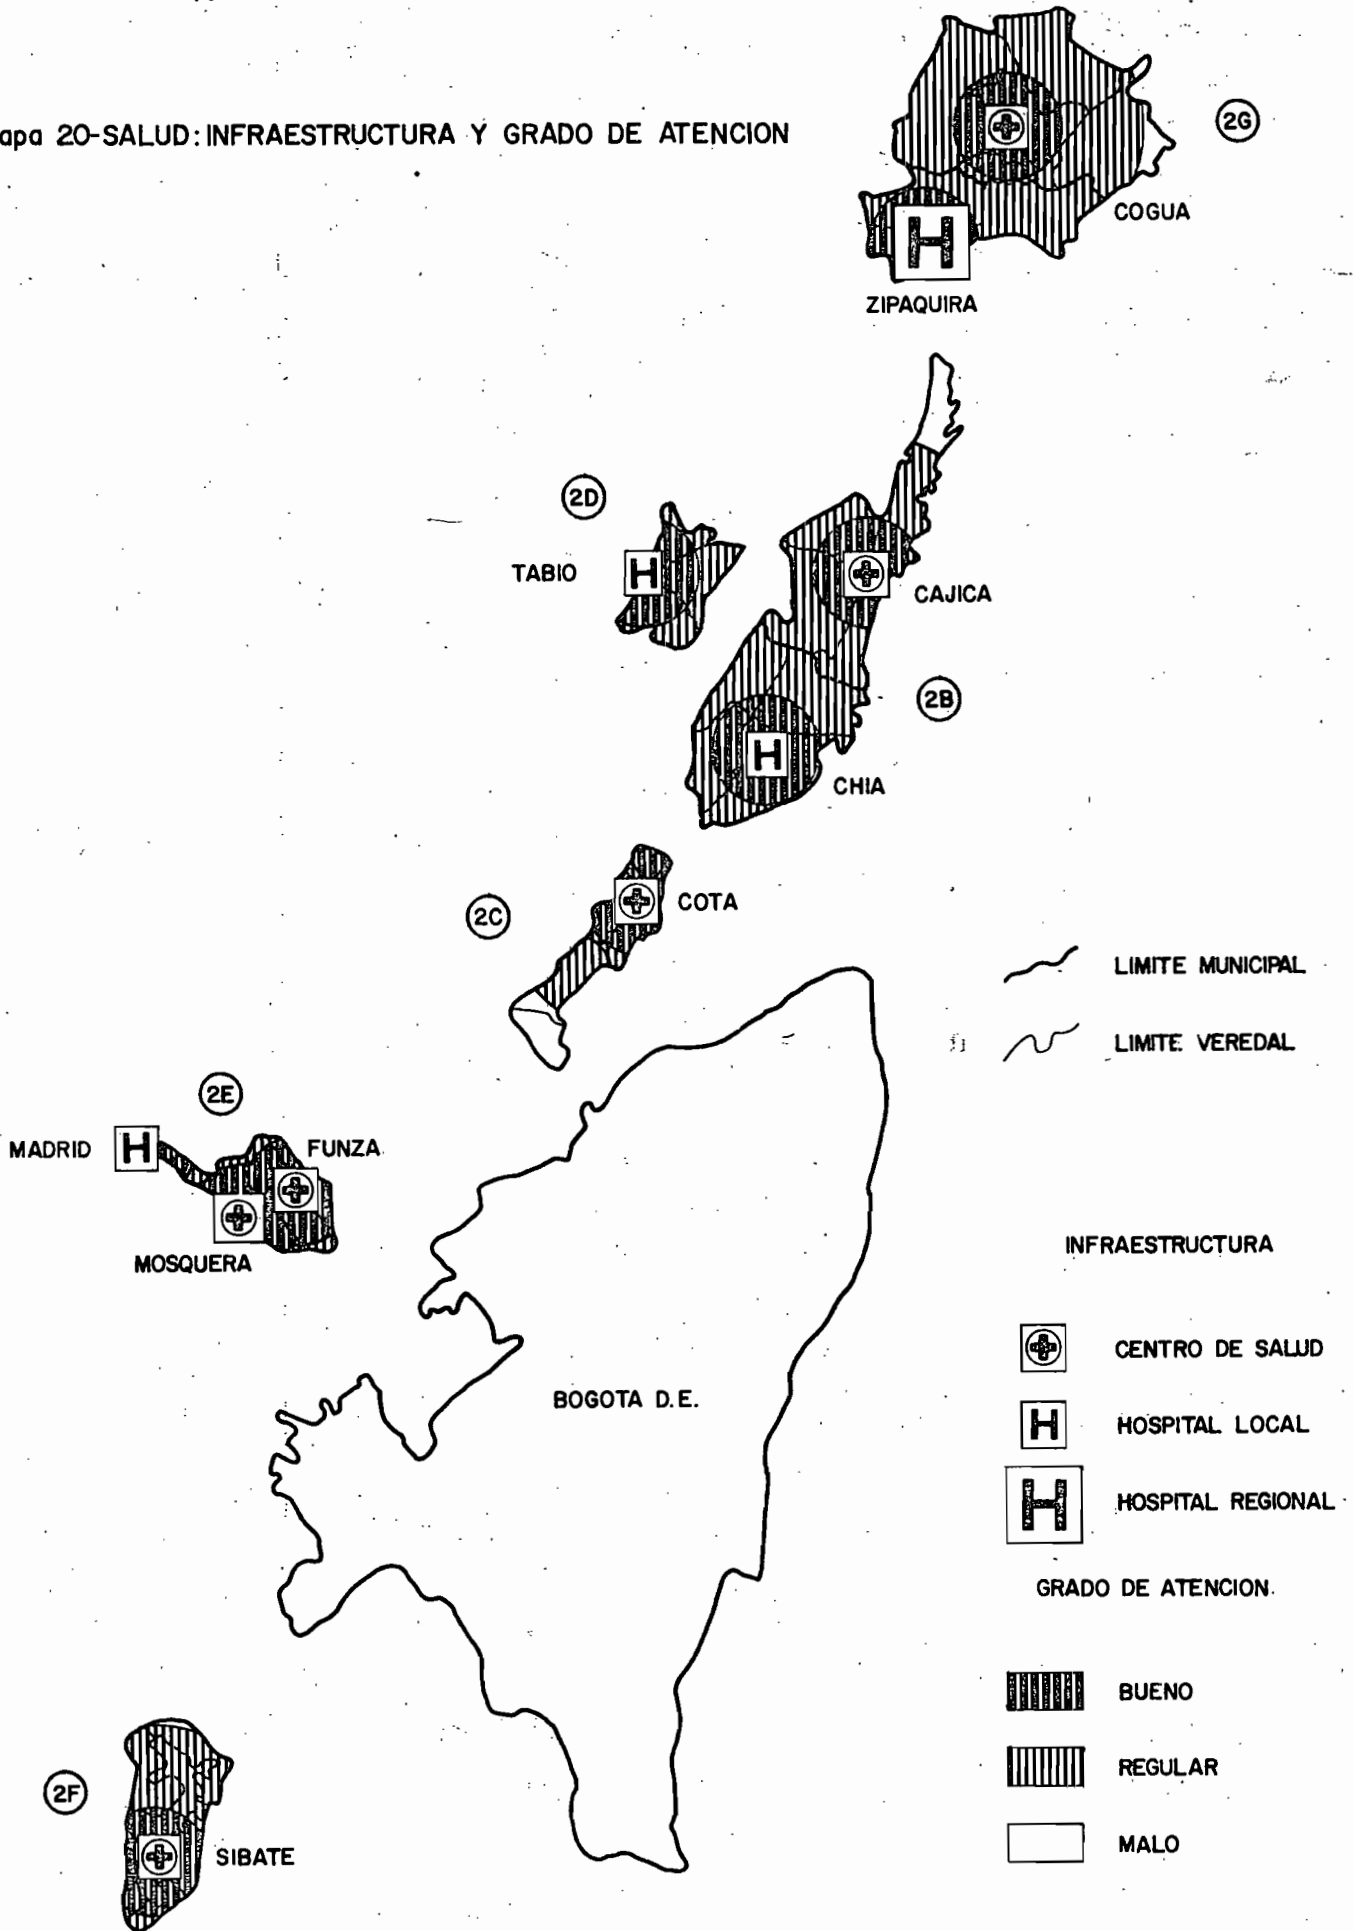 apa 20-SALUD: INFRAESTRUCTURA Y GRADO DE ATENCION
2G
COGUA
H
ZIPAQUIRA
2D
TABIO
H
CAJICA
2B
H
CHIA
2C
COTA
LIMITE MUNICIPAL
LIMITE VEREDAL
2E
MADRID
H
FUNZA
MOSQUERA
INFRAESTRUCTURA
CENTRO DE SALUD
BOGOTA D.E.
H
HOSPITAL LOCAL
H
HOSPITAL REGIONAL
GRADO DE ATENCION
BUENO
REGULAR
2F
MALO
SIBATE